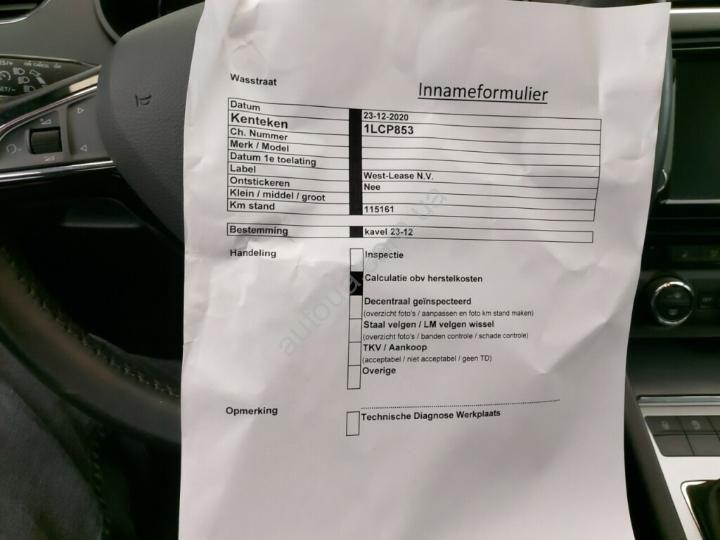 Wasstraat
Innameformulier
Datum 23-12-2020
Kenteken 1LCP853
Ch. Nummer
Merk / Model
Datum 1e toelating
Label West-Lease N.V.
Ontstickeren Nee
Klein / middel / groot
Km stand 115161
Bestemming kavel 23-12
Handeling Inspectie
Calculatie obv herstelkosten
Decentraal geïnspecteerd
(overzicht foto's / aanpassen en foto km stand maken)
Staal velgen / LM velgen wissel
(overzicht foto's / banden controle / schade controle)
TKV / Aankoop
(acceptabel / niet acceptabel / geen TD)
Overige
Opmerking Technische Diagnose Werkplaats